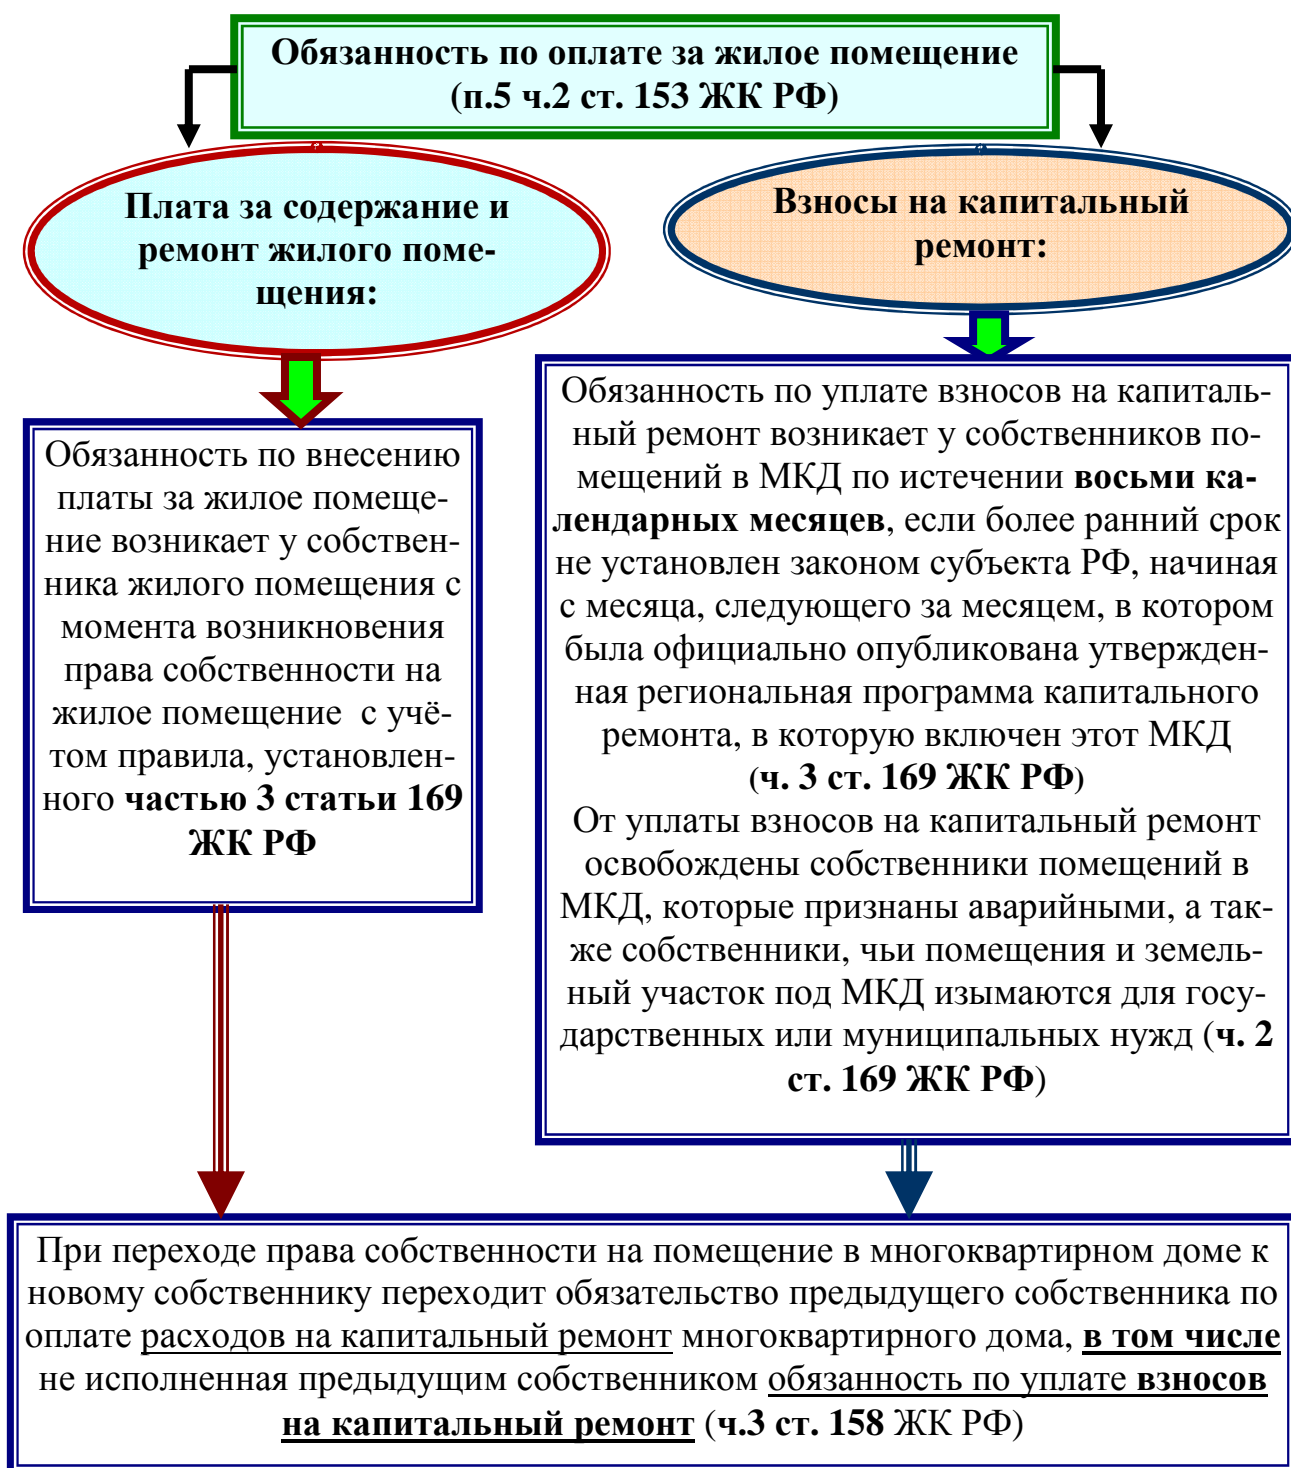 Обязанность по оплате за жилое помещение
(п.5 ч.2 ст. 153 ЖК РФ)
Плата за содержание и
ремонт жилого поме-
щения:
Взносы на капитальный
ремонт:
Обязанность по внесению
платы за жилое помеще-
ние возникает у собствен-
ника жилого помещения с
момента возникновения
права собственности на
жилое помещение с учё-
том правила, установлен-
ного частью 3 статьи 169
ЖК РФ
Обязанность по уплате взносов на капиталь-
ный ремонт возникает у собственников по-
мещений в МКД по истечении восьми ка-
лендарных месяцев, если более ранний срок
не установлен законом субъекта РФ, начиная
с месяца, следующего за месяцем, в котором
была официально опубликована утвержден-
ная региональная программа капитального
ремонта, в которую включен этот МКД
(ч. 3 ст. 169 ЖК РФ)
От уплаты взносов на капитальный ремонт
освобождены собственники помещений в
МКД, которые признаны аварийными, а так-
же собственники, чьи помещения и земель-
ный участок под МКД изымаются для госу-
дарственных или муниципальных нужд (ч. 2
ст. 169 ЖК РФ)
При переходе права собственности на помещение в многоквартирном доме к
новому собственнику переходит обязательство предыдущего собственника по
оплате расходов на капитальный ремонт многоквартирного дома, в том числе
не исполненная предыдущим собственником обязанность по уплате взносов
на капитальный ремонт (ч.3 ст. 158 ЖК РФ)